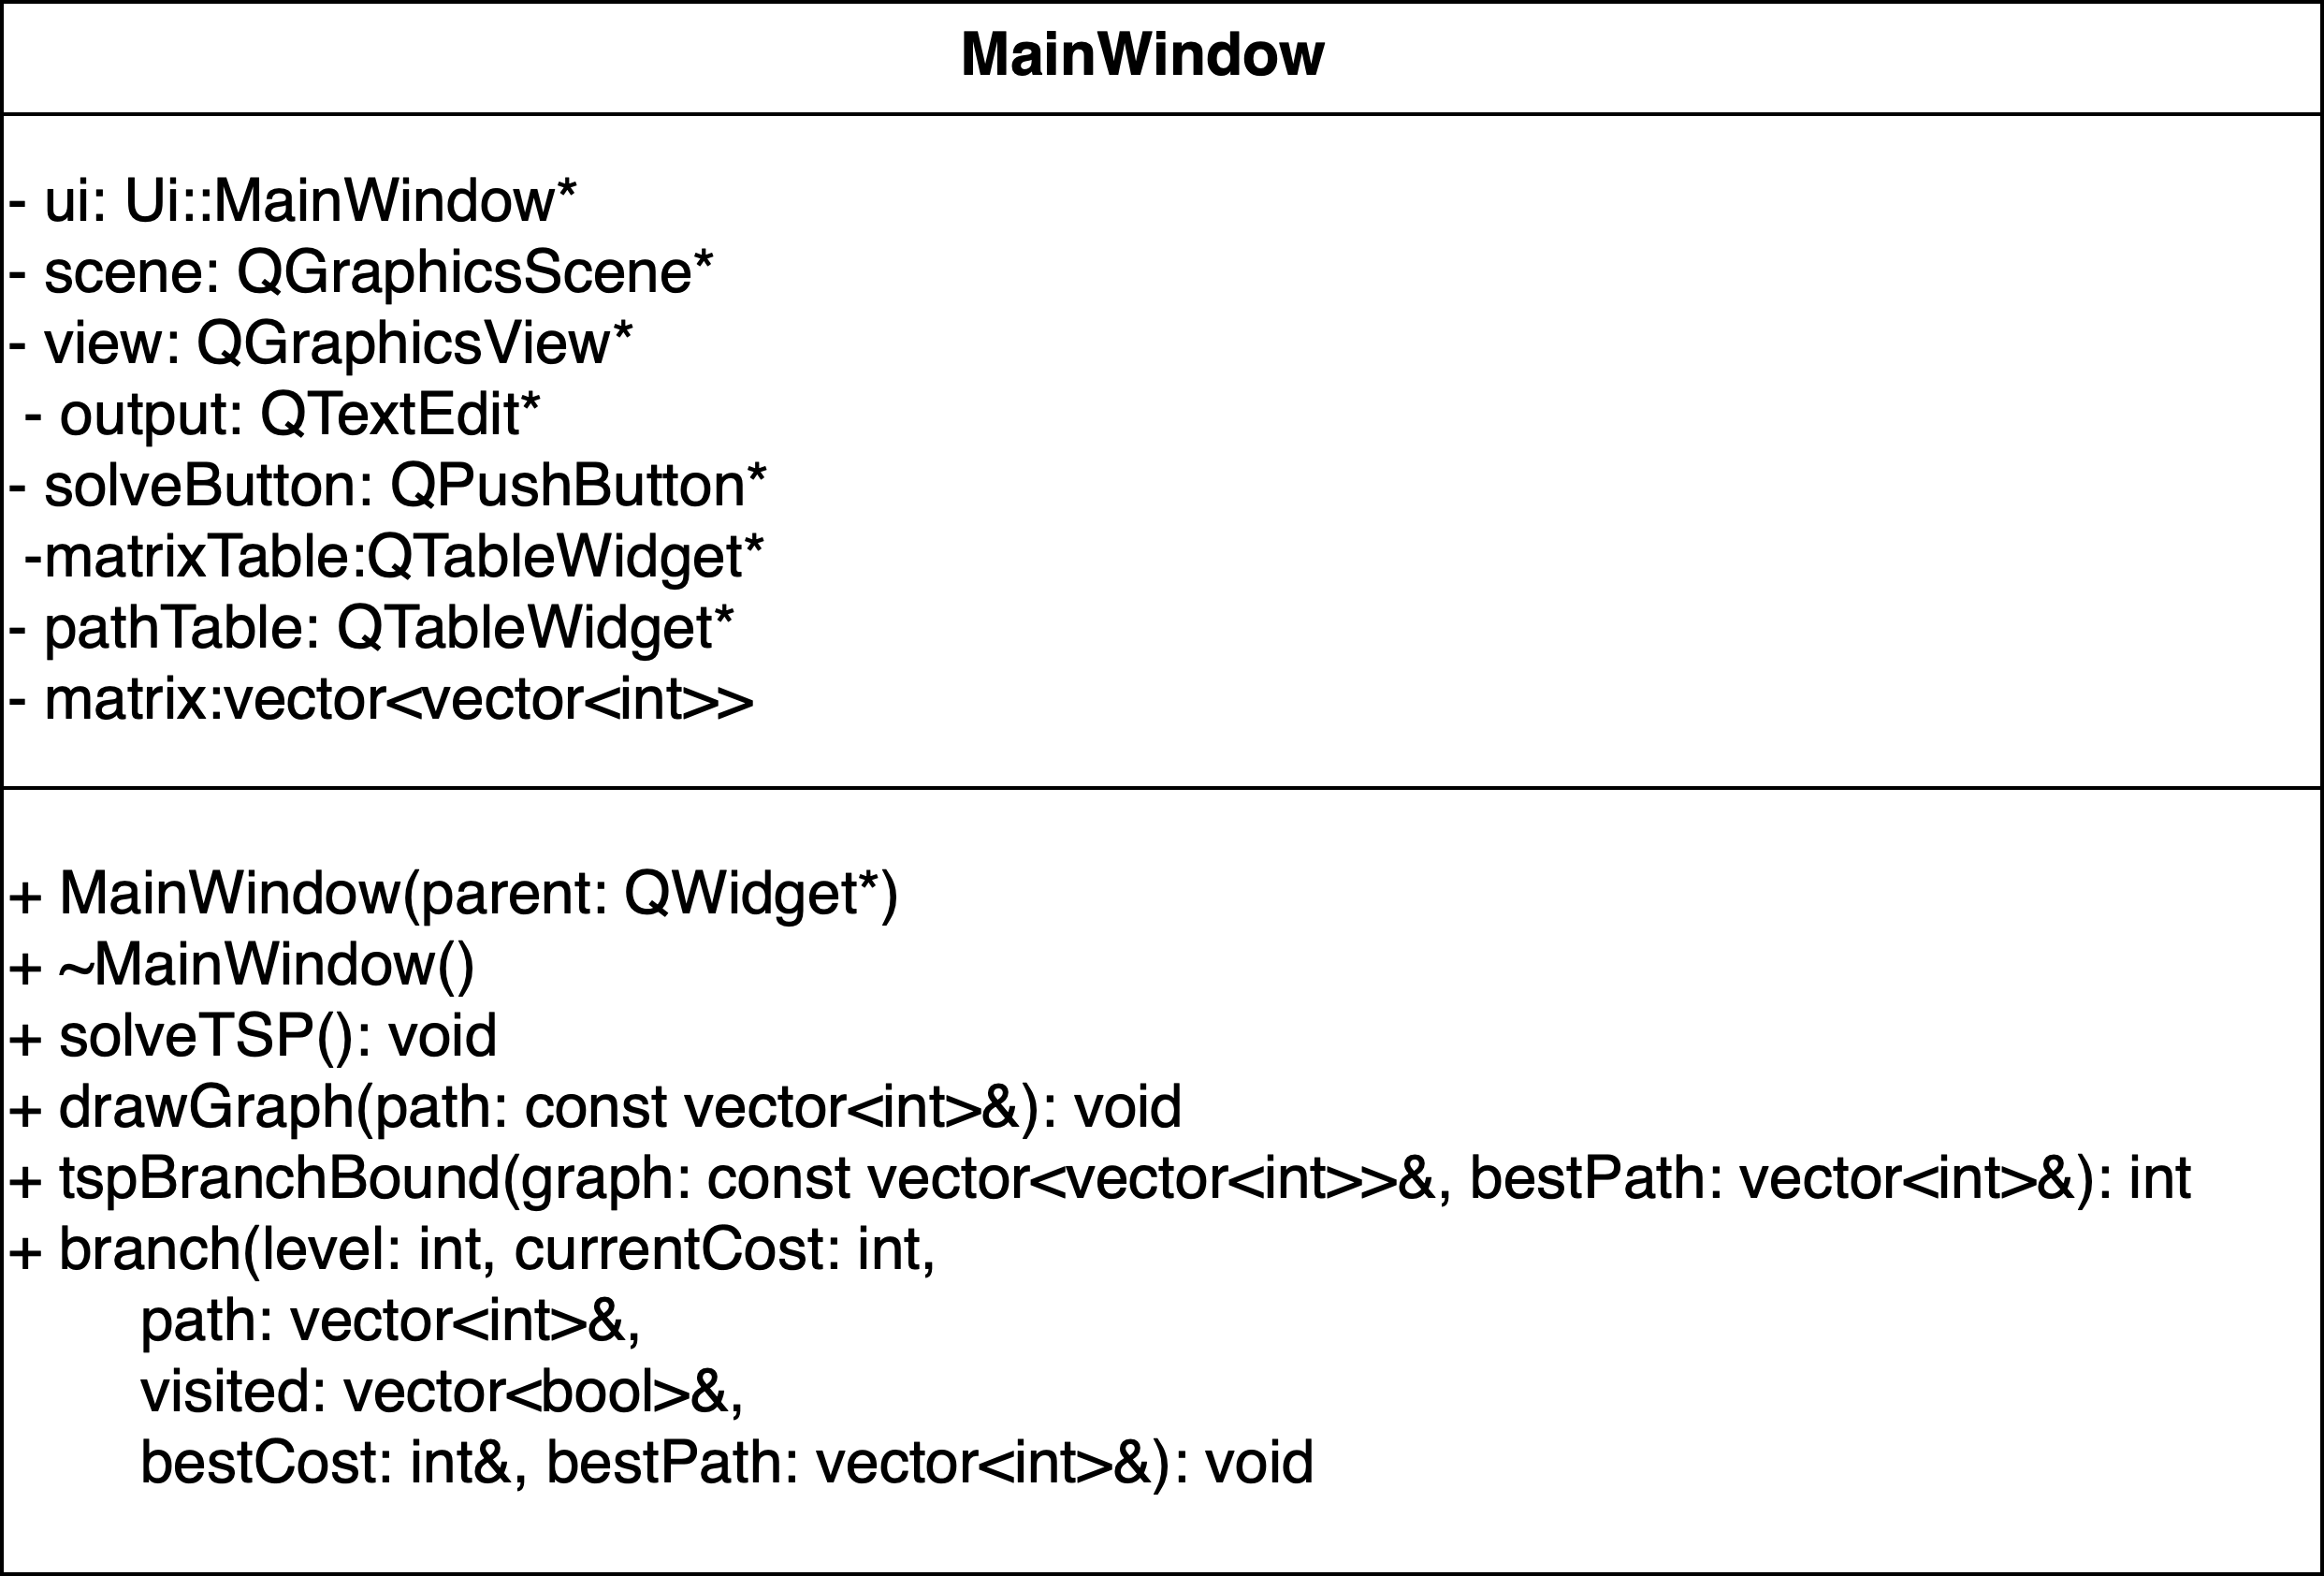 MainWindow
- ui: Ui::MainWindow*
- scene: QGraphicsScene*
- view: QGraphicsView*
- output: QTextEdit*
- solveButton: QPushButton*
-matrixTable:QTableWidget*
- pathTable: QTableWidget*
- matrix:vector<vector<int>>
+ MainWindow(parent: QWidget*)
+ ~MainWindow()
+ solveTSP(): void
+ drawGraph(path: const vector<int>&): void
+ tspBranchBound(graph: const vector<vector<int>>&, bestPath: vector<int>&): int
+ branch(level: int, currentCost: int,
path: vector<int>&,
visited: vector<bool>&,
bestCost: int&, bestPath: vector<int>&): void